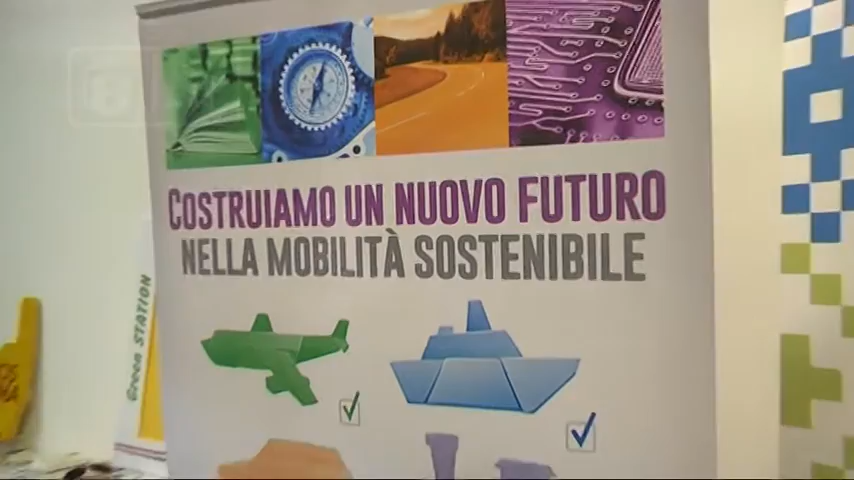 COSTRUIAMO UN NUOVO FUTURO
NELLA MOBILITÀ SOSTENIBILE
Green STATION